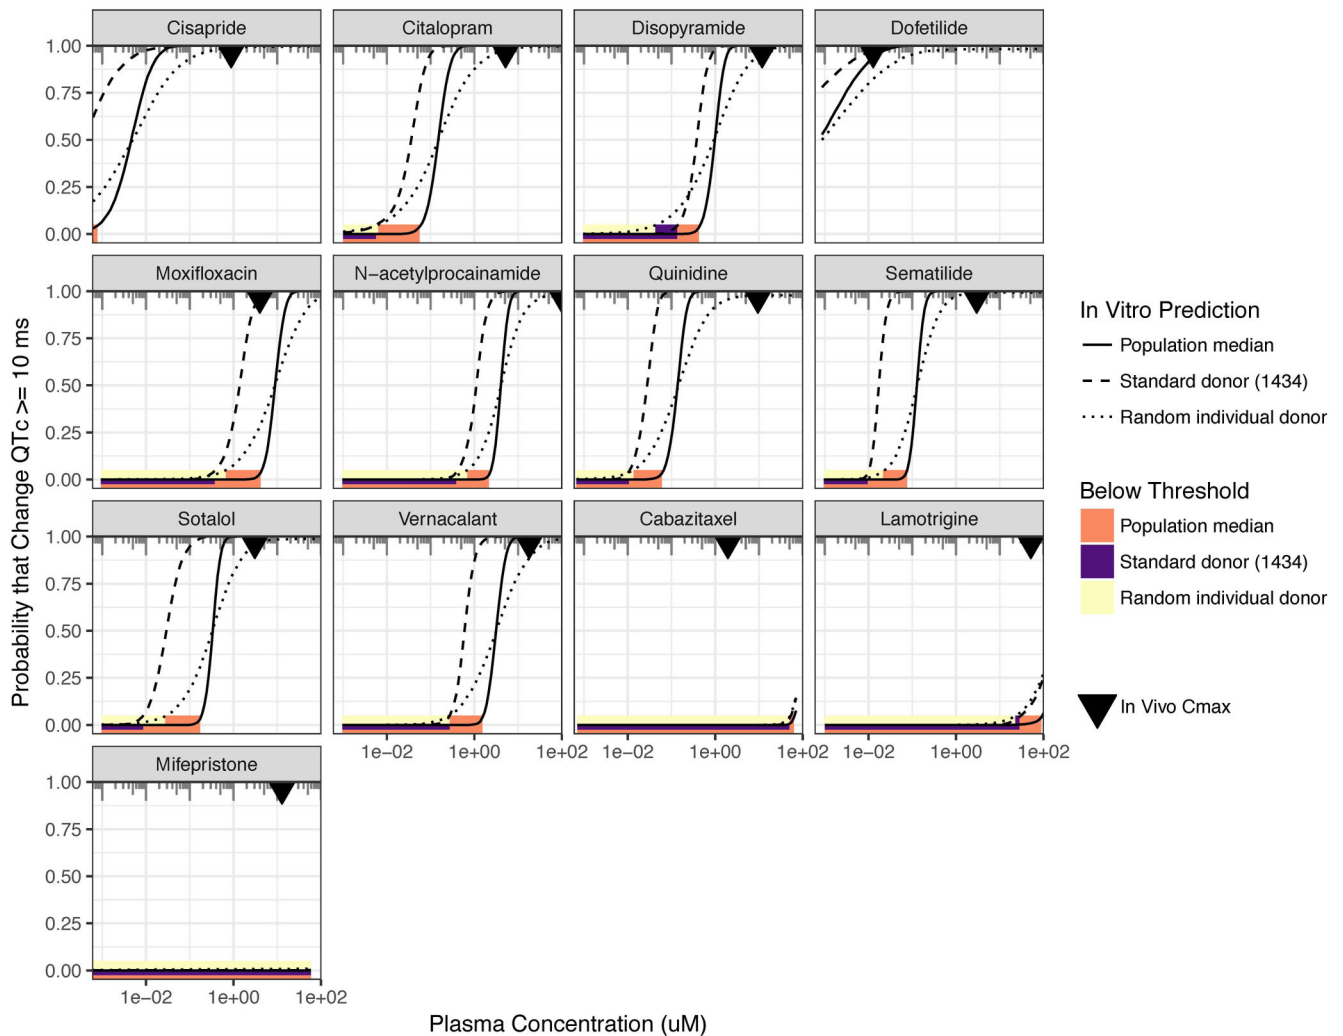 Cisapride
Citalopram
Disopyramide
Dofetilide
1.00
0.75
0.50
0.25
0.00
Moxifloxacin
N−acetylprocainamide
Quinidine
Sematilide
1.00
0.75
0.50
0.25
0.00
Sotalol
Vernacalant
Cabazitaxel
Lamotrigine
1.00
0.75
0.50
0.25
0.00
1e−02 1e+00 1e+02
1e−02 1e+00 1e+02
1e−02 1e+00 1e+02
Mifepristone
1.00
0.75
0.50
0.25
0.00
1e−02 1e+00 1e+02
Plasma Concentration (uM)
Probability that Change QTc >= 10 ms
In Vitro Prediction
Population median
Standard donor (1434)
Random individual donor
Below Threshold
Population median
Standard donor (1434)
Random individual donor
In Vivo Cmax